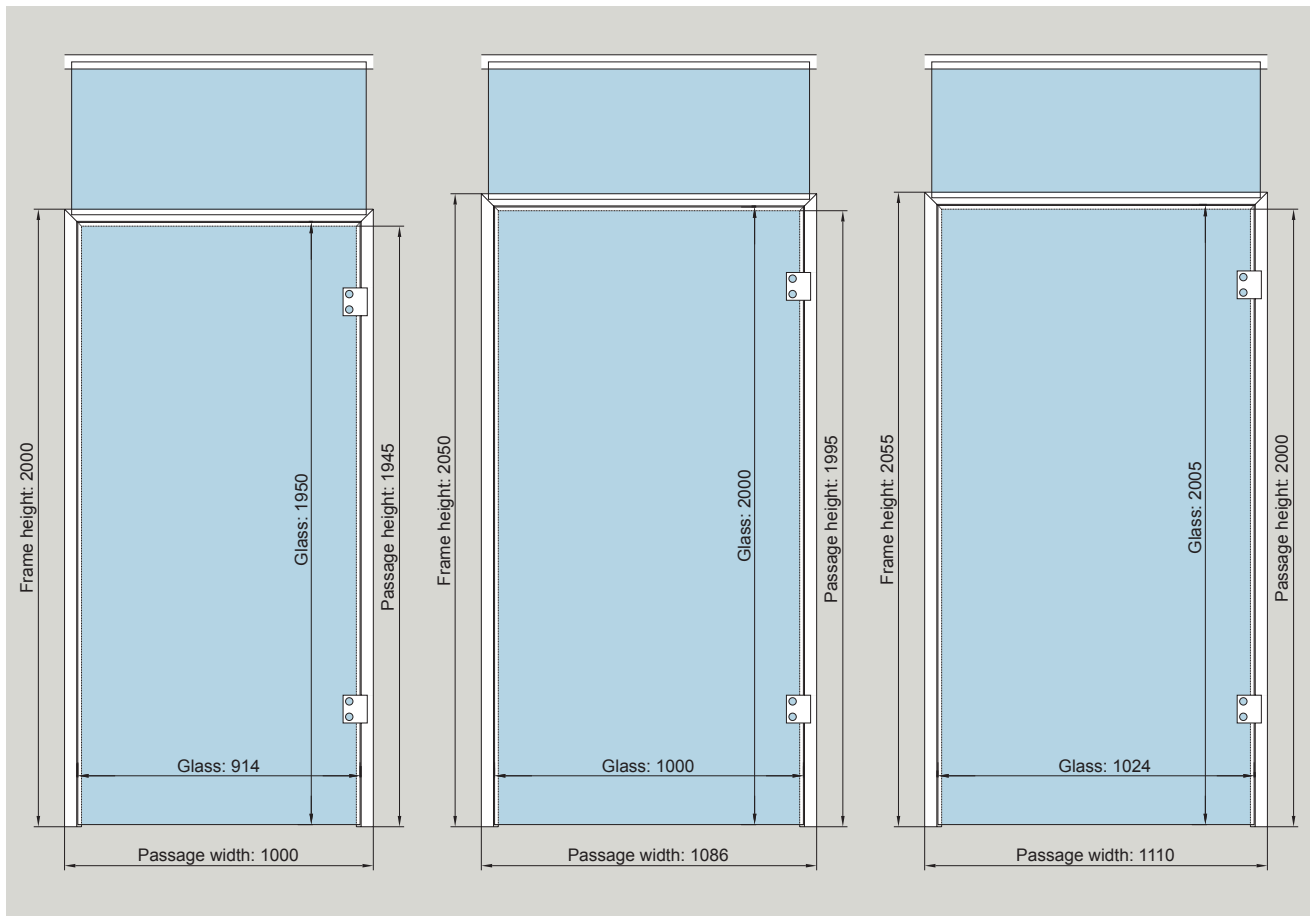 Frame height: 2000
Glass: 1950
Passage height: 1945
Glass: 914
Passage width: 1000
Frame height: 2050
Glass: 2000
Passage height: 1995
Glass: 1000
Passage width: 1086
Frame height: 2055
Glass: 2005
Passage height: 2000
Glass: 1024
Passage width: 1110